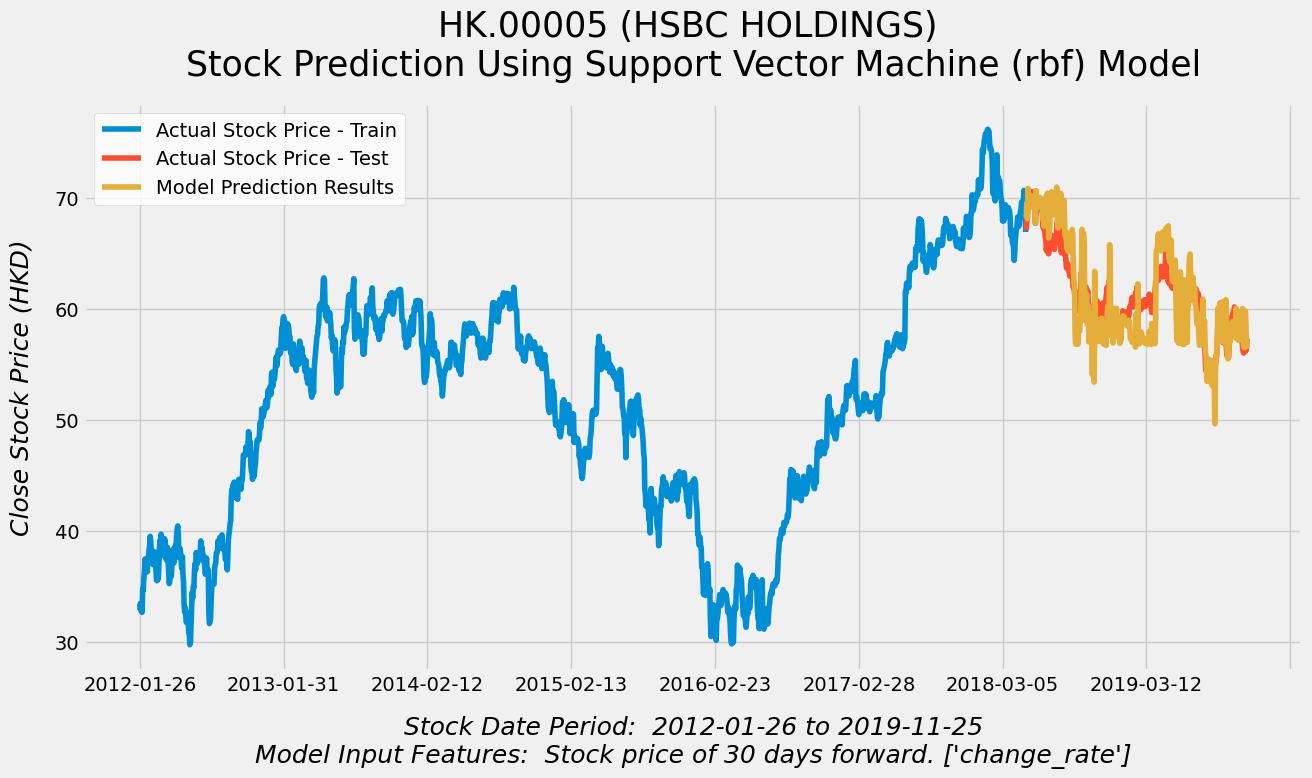 HK.00005 (HSBC HOLDINGS)
Stock Prediction Using Support Vector Machine (rbf) Model
Actual Stock Price - Train
Actual Stock Price - Test
Model Prediction Results
Close Stock Price (HKD)
70
60
50
40
30
2012-01-26
2013-01-31
2014-02-12
2015-02-13
2016-02-23
2017-02-28
2018-03-05
2019-03-12
Stock Date Period:  2012-01-26 to 2019-11-25
Model Input Features:  Stock price of 30 days forward. ['change_rate']